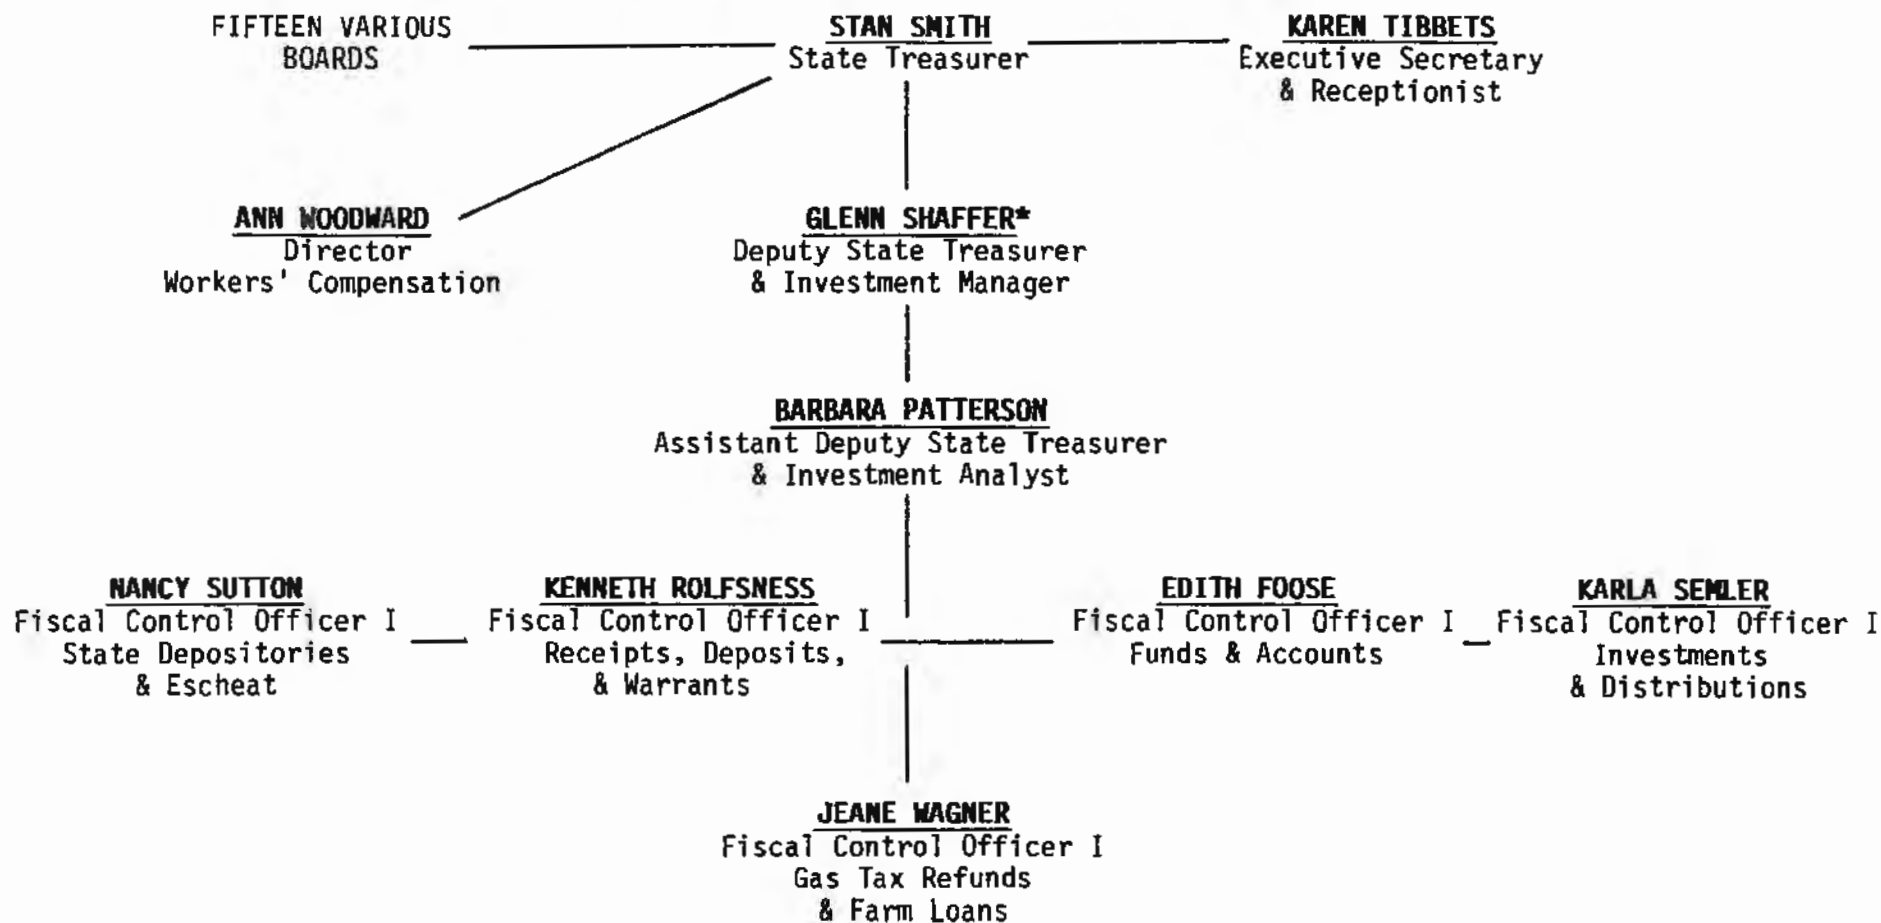 FIFTEEN VARIOUS
BOARDS
STAN SMITH
State Treasurer
KAREN TIBBETS
Executive Secretary
& Receptionist
ANN WOODWARD
Director
Workers' Compensation
GLENN SHAFFER*
Deputy State Treasurer
& Investment Manager
BARBARA PATTERSON
Assistant Deputy State Treasurer
& Investment Analyst
NANCY SUTTON
Fiscal Control Officer I
State Depositories
& Escheat
KENNETH ROLFSNESS
Fiscal Control Officer I
Receipts, Deposits,
& Warrants
EDITH FOOSE
Fiscal Control Officer I
Funds & Accounts
KARLA SEMLER
Fiscal Control Officer I
Investments
& Distributions
JEANE WAGNER
Fiscal Control Officer I
Gas Tax Refunds
& Farm Loans